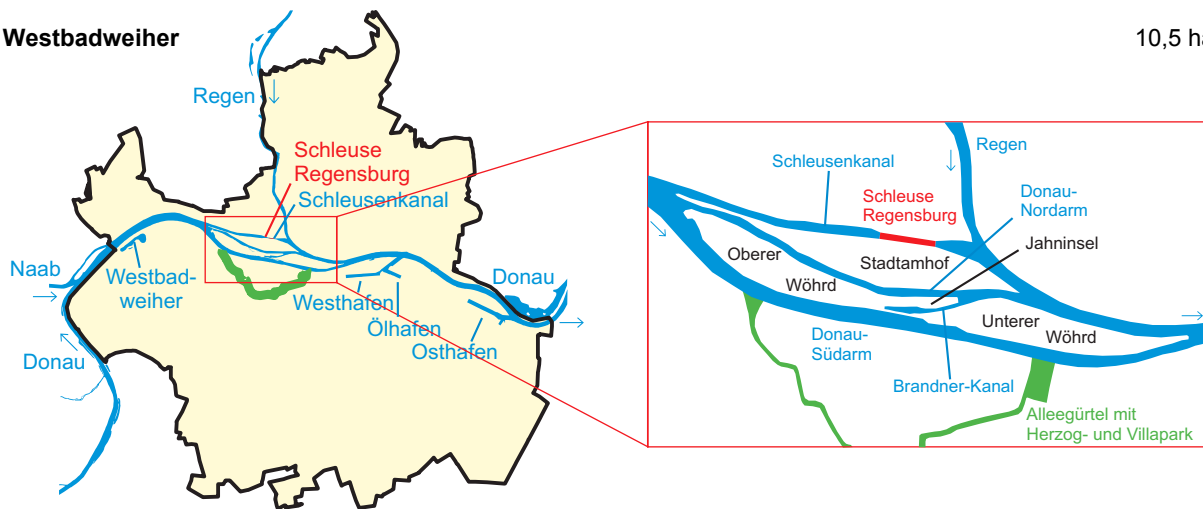 Westbadweiher
10,5 ha
Regen
Schleuse
Regensburg
Schleusenkanal
Naab
Westbad-
weiher
Donau
Westhafen
Ölhafen
Osthafen
Donau
Schleusenkanal
Regen
Schleuse
Regensburg
Donau-
Nordarm
Jahninsel
Oberer
Wöhrd
Stadtamhof
Unterer
Wöhrd
Donau-
Südarm
Brandner-Kanal
Alleegürtel mit
Herzog- und Villapark